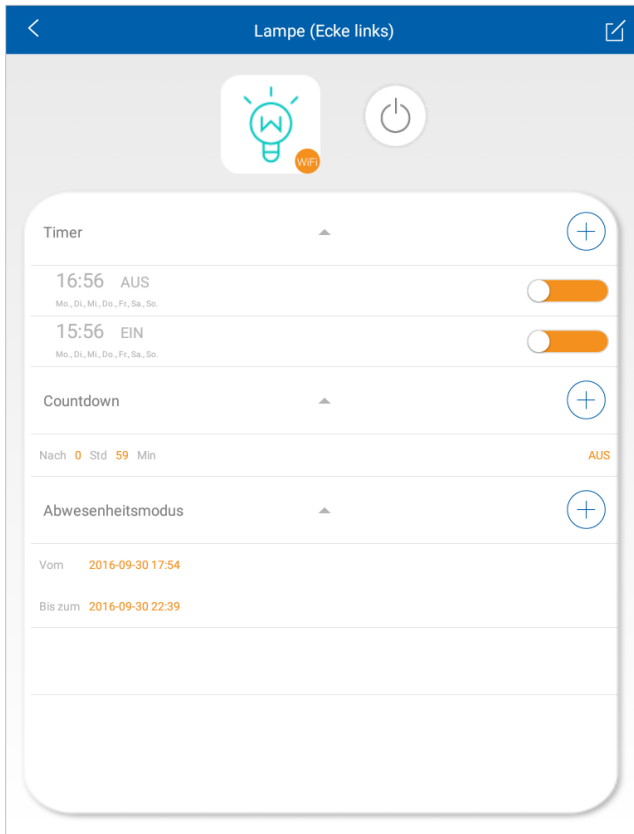 Lampe (Ecke links)
WiFi
Timer
16:56 AUS
Mo., Di., Mi., Do., Fr., Sa., So.
15:56 EIN
Mo., Di., Mi., Do., Fr., Sa., So.
Countdown
Nach 0 Std 59 Min AUS
Abwesenheitsmodus
Vom 2016-09-30 17:54
Bis zum 2016-09-30 22:39